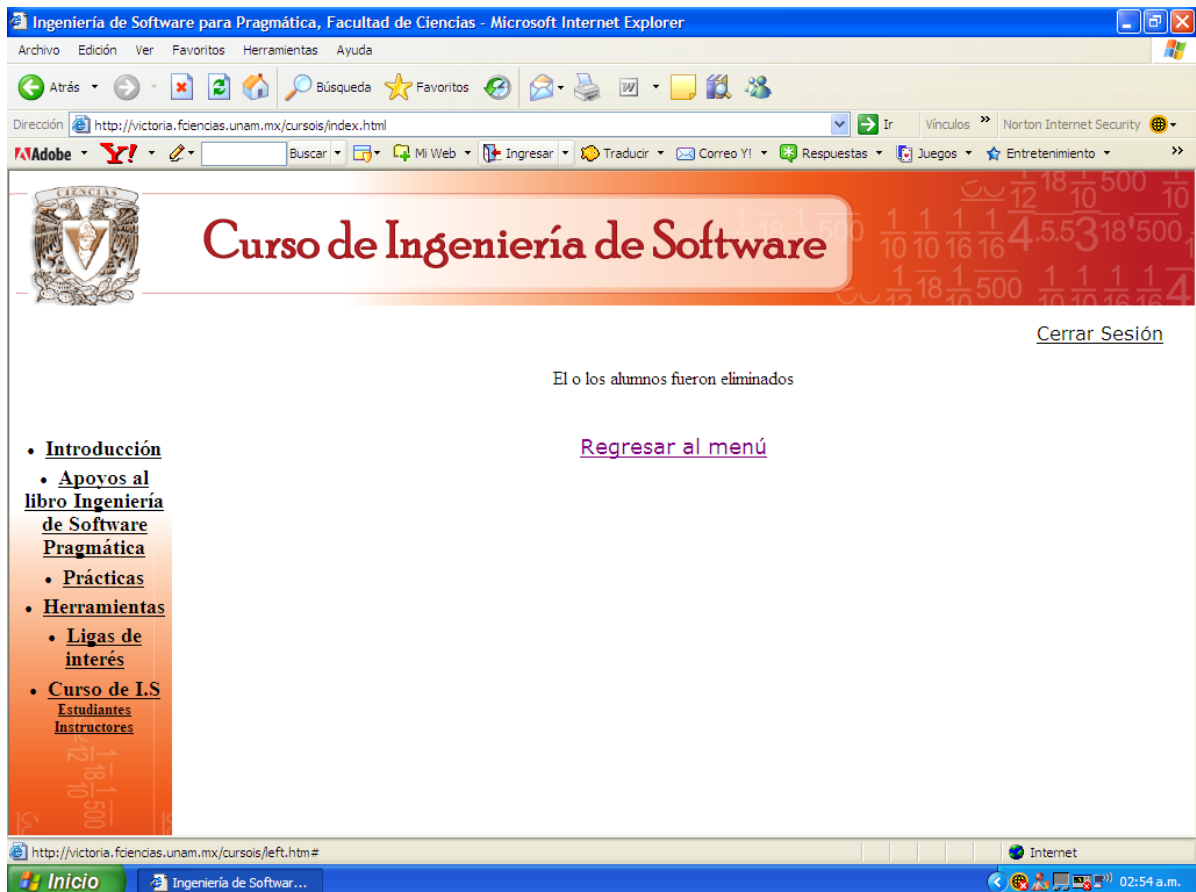 Ingeniería de Software para Pragmática, Facultad de Ciencias - Microsoft Internet Explorer
Archivo Edición Ver Favoritos Herramientas Ayuda
Atrás Búsqueda Favoritos
Dirección http://victoria.fciencias.unam.mx/cursois/index.html Ir Vínculos » Norton Internet Security
Adobe Y! Buscar Mi Web Ingresar Traducir Correo Y! Respuestas Juegos Entretenimiento »
CIENCIAS
Curso de Ingeniería de Software
Cerrar Sesión
El o los alumnos fueron eliminados
Regresar al menú
• Introducción
• Apoyos al
libro Ingeniería
de Software
Pragmática
• Prácticas
• Herramientas
• Ligas de
interés
• Curso de I.S
Estudiantes
Instructores
http://victoria.fciencias.unam.mx/cursois/left.htm# Internet
Inicio Ingeniería de Softwar... 02:54 a.m.